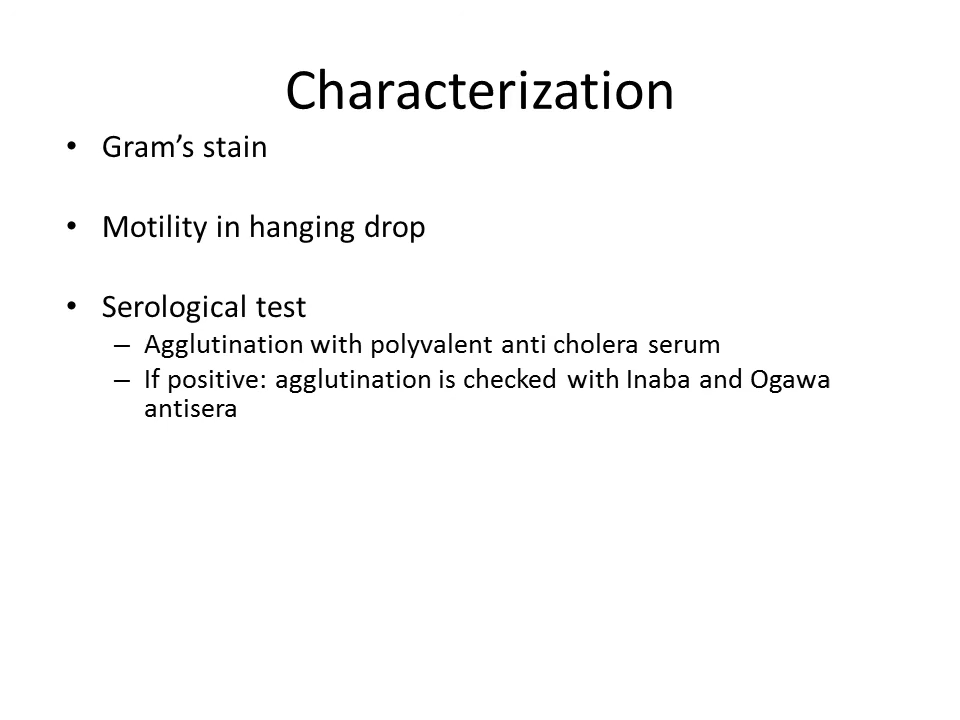 Characterization
• Gram’s stain
• Motility in hanging drop
• Serological test
– Agglutination with polyvalent anti cholera serum
– If positive: agglutination is checked with Inaba and Ogawa
antisera